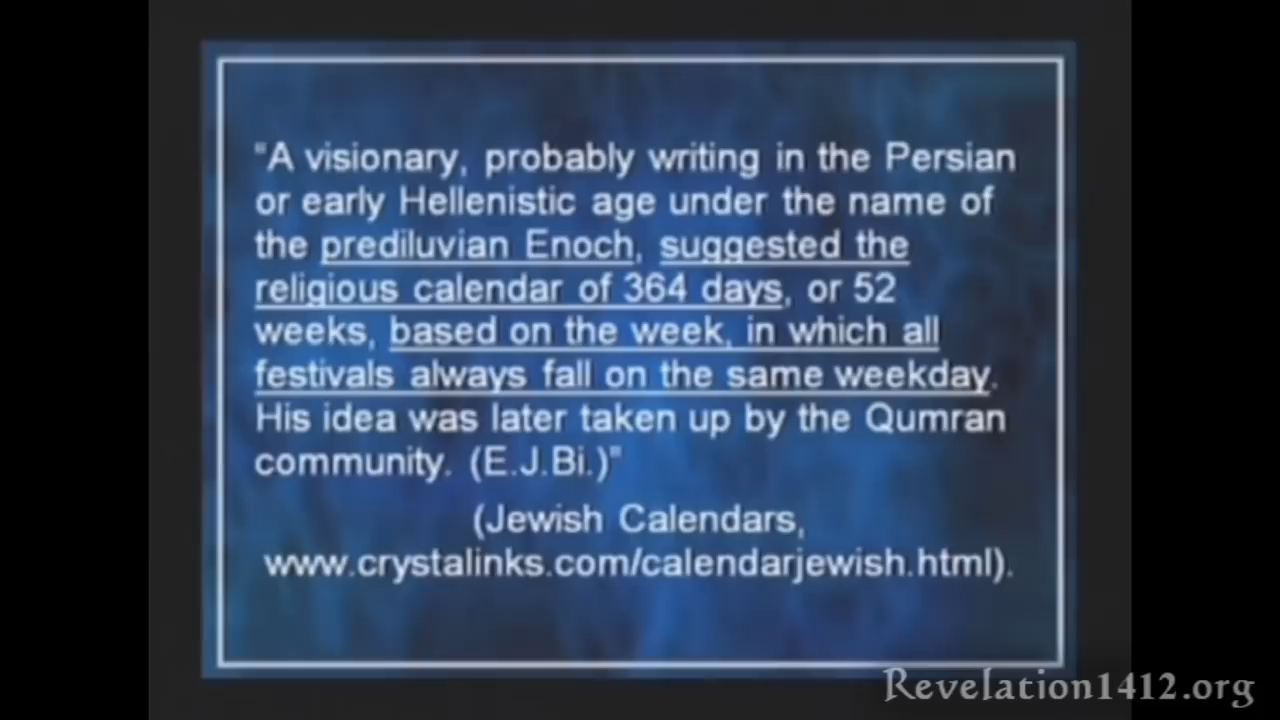 "A visionary, probably writing in the Persian
or early Hellenistic age under the name of
the prediluvian Enoch, suggested the
religious calendar of 364 days, or 52
weeks, based on the week, in which all
festivals always fall on the same weekday.
His idea was later taken up by the Qumran
community. (E.J.Bi.)"
(Jewish Calendars,
www.crystalinks.com/calendarjewish.html).
Revelation1412.org